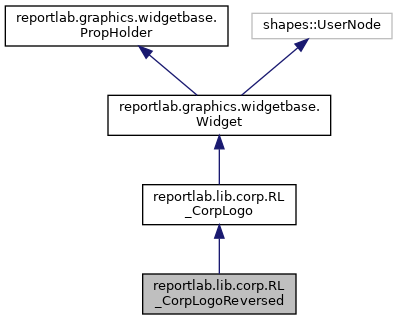 reportlab.graphics.widgetbase.
PropHolder
shapes::UserNode
reportlab.graphics.widgetbase.
Widget
reportlab.lib.corp.RL
_CorpLogo
reportlab.lib.corp.RL
_CorpLogoReversed